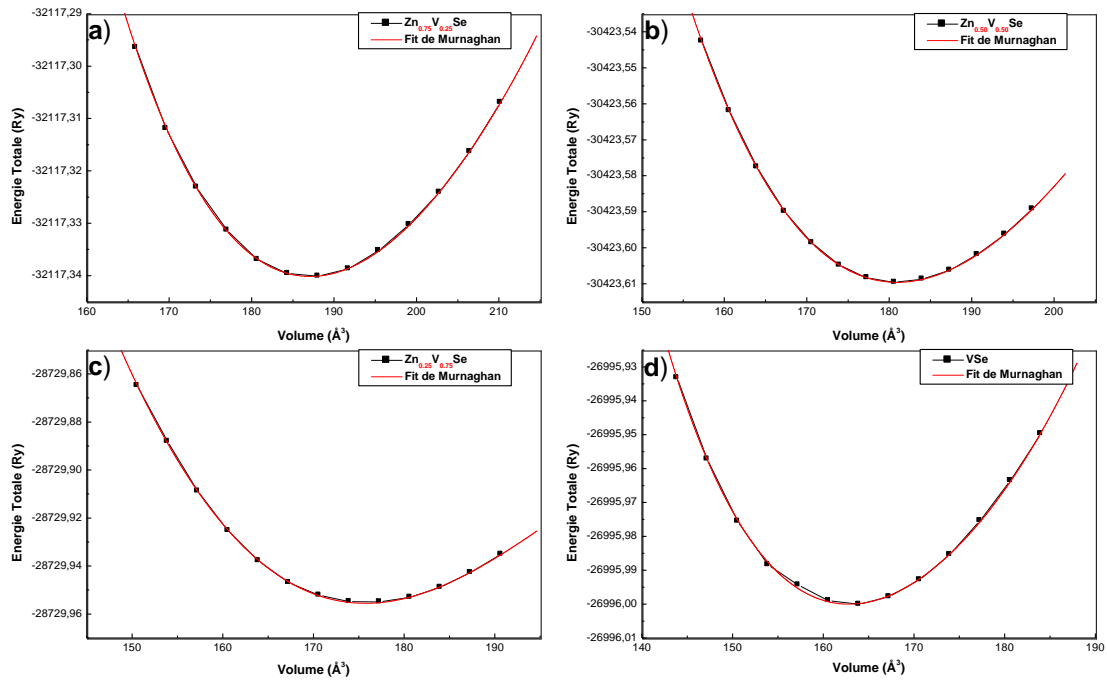 a)
Zn0.75V0.25Se
Fit de Murnaghan
Energie Totale (Ry)
-32117,29
-32117,30
-32117,31
-32117,32
-32117,33
-32117,34
160 170 180 190 200 210
Volume (Å3)
b)
Zn0.50V0.50Se
Fit de Murnaghan
Energie Totale (Ry)
-30423,54
-30423,55
-30423,56
-30423,57
-30423,58
-30423,59
-30423,60
-30423,61
150 160 170 180 190 200
Volume (Å3)
c)
Zn0.25V0.75Se
Fit de Murnaghan
Energie Totale (Ry)
-28729,86
-28729,88
-28729,90
-28729,92
-28729,94
-28729,96
150 160 170 180 190
Volume (Å3)
d)
VSe
Fit de Murnaghan
Energie Totale (Ry)
-26995,93
-26995,94
-26995,95
-26995,96
-26995,97
-26995,98
-26995,99
-26996,00
-26996,01
140 150 160 170 180 190
Volume (Å3)